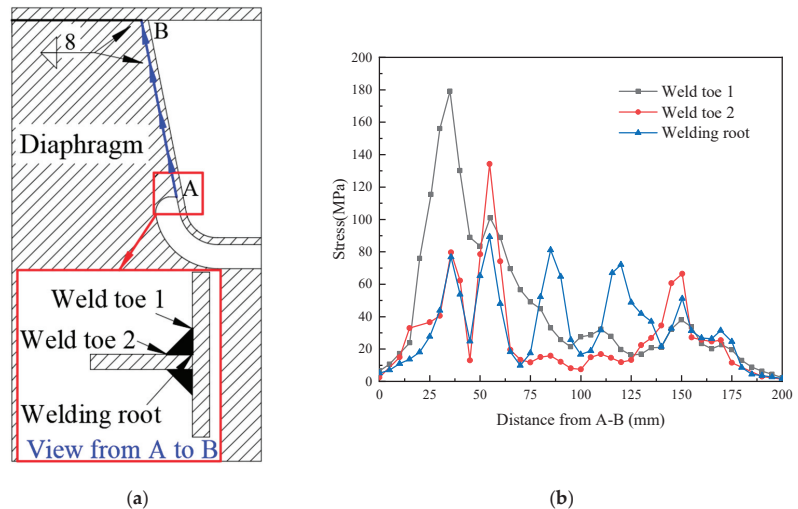 B
8
Diaphragm
A
Weld toe 1
Weld toe 2
Welding root
View from A to B
(a)
200
180
160
140
120
100
80
60
40
20
0
Stress(MPa)
Weld toe 1
Weld toe 2
Welding root
0 25 50 75 100 125 150 175 200
Distance from A-B (mm)
(b)